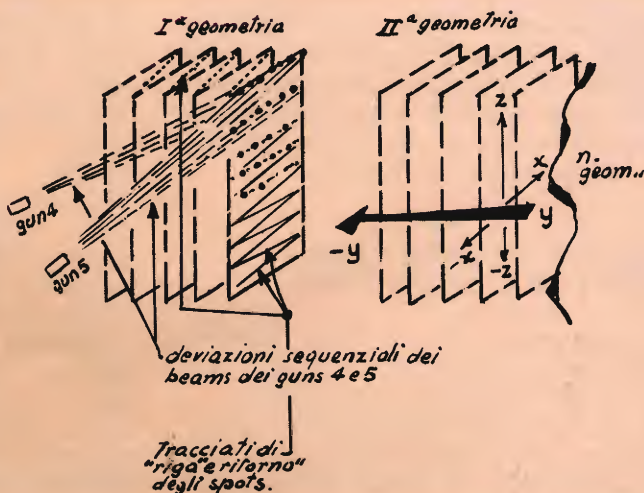 Iª geometria
IIª geometria
z
x
n.
geom..
gun4
gun5
-y
y
x
-z
deviazioni sequenziali dei
beams dei guns 4 e 5
Tracciati di
"riga" e ritorno"
degli spots.